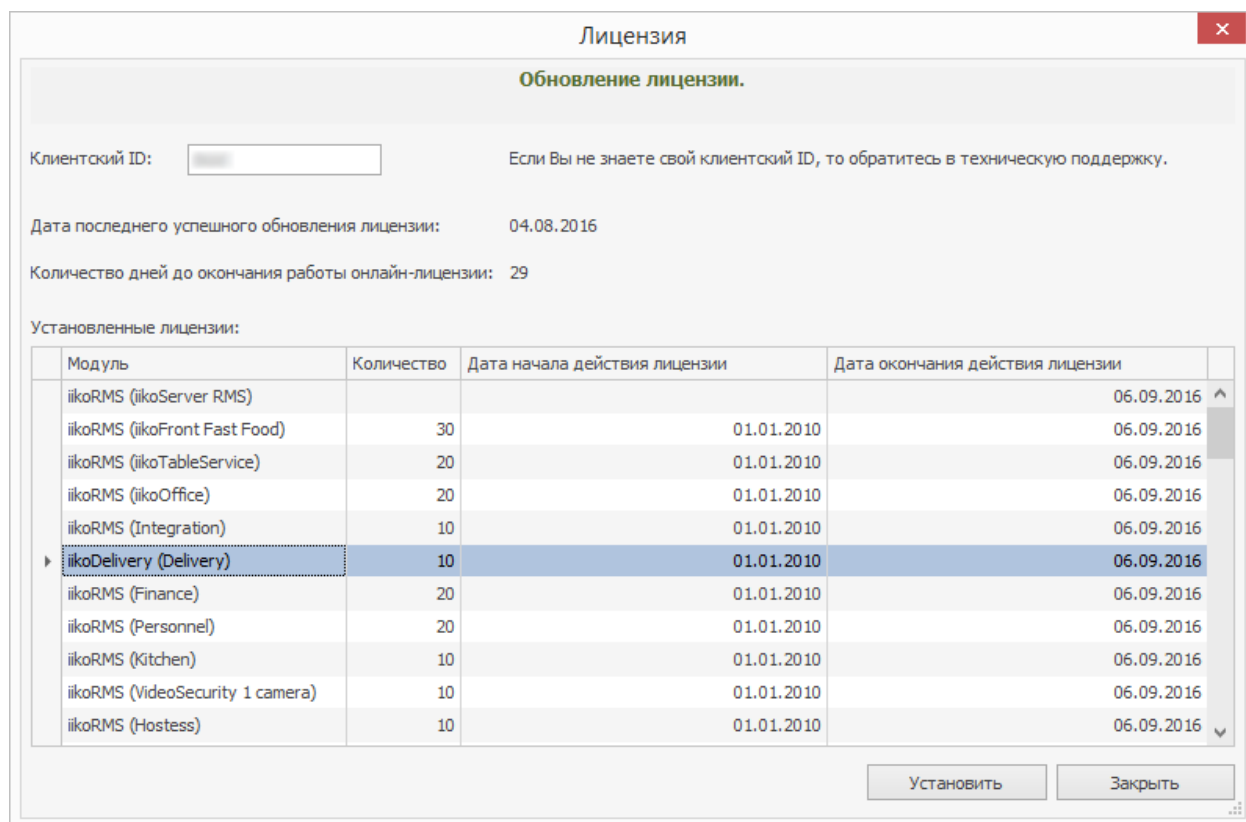 Лицензия
Обновление лицензии.
Клиентский ID: Если Вы не знаете свой клиентский ID, то обратитесь в техническую поддержку.
Дата последнего успешного обновления лицензии: 04.08.2016
Количество дней до окончания работы онлайн-лицензии: 29
Установленные лицензии:
Модуль Количество Дата начала действия лицензии Дата окончания действия лицензии
iikoRMS (iikoServer RMS) 06.09.2016
iikoRMS (iikoFront Fast Food) 30 01.01.2010 06.09.2016
iikoRMS (iikoTableService) 20 01.01.2010 06.09.2016
iikoRMS (iikoOffice) 20 01.01.2010 06.09.2016
iikoRMS (Integration) 10 01.01.2010 06.09.2016
iikoDelivery (Delivery) 10 01.01.2010 06.09.2016
iikoRMS (Finance) 20 01.01.2010 06.09.2016
iikoRMS (Personnel) 20 01.01.2010 06.09.2016
iikoRMS (Kitchen) 10 01.01.2010 06.09.2016
iikoRMS (VideoSecurity 1 camera) 10 01.01.2010 06.09.2016
iikoRMS (Hostess) 10 01.01.2010 06.09.2016
Установить Закрыть